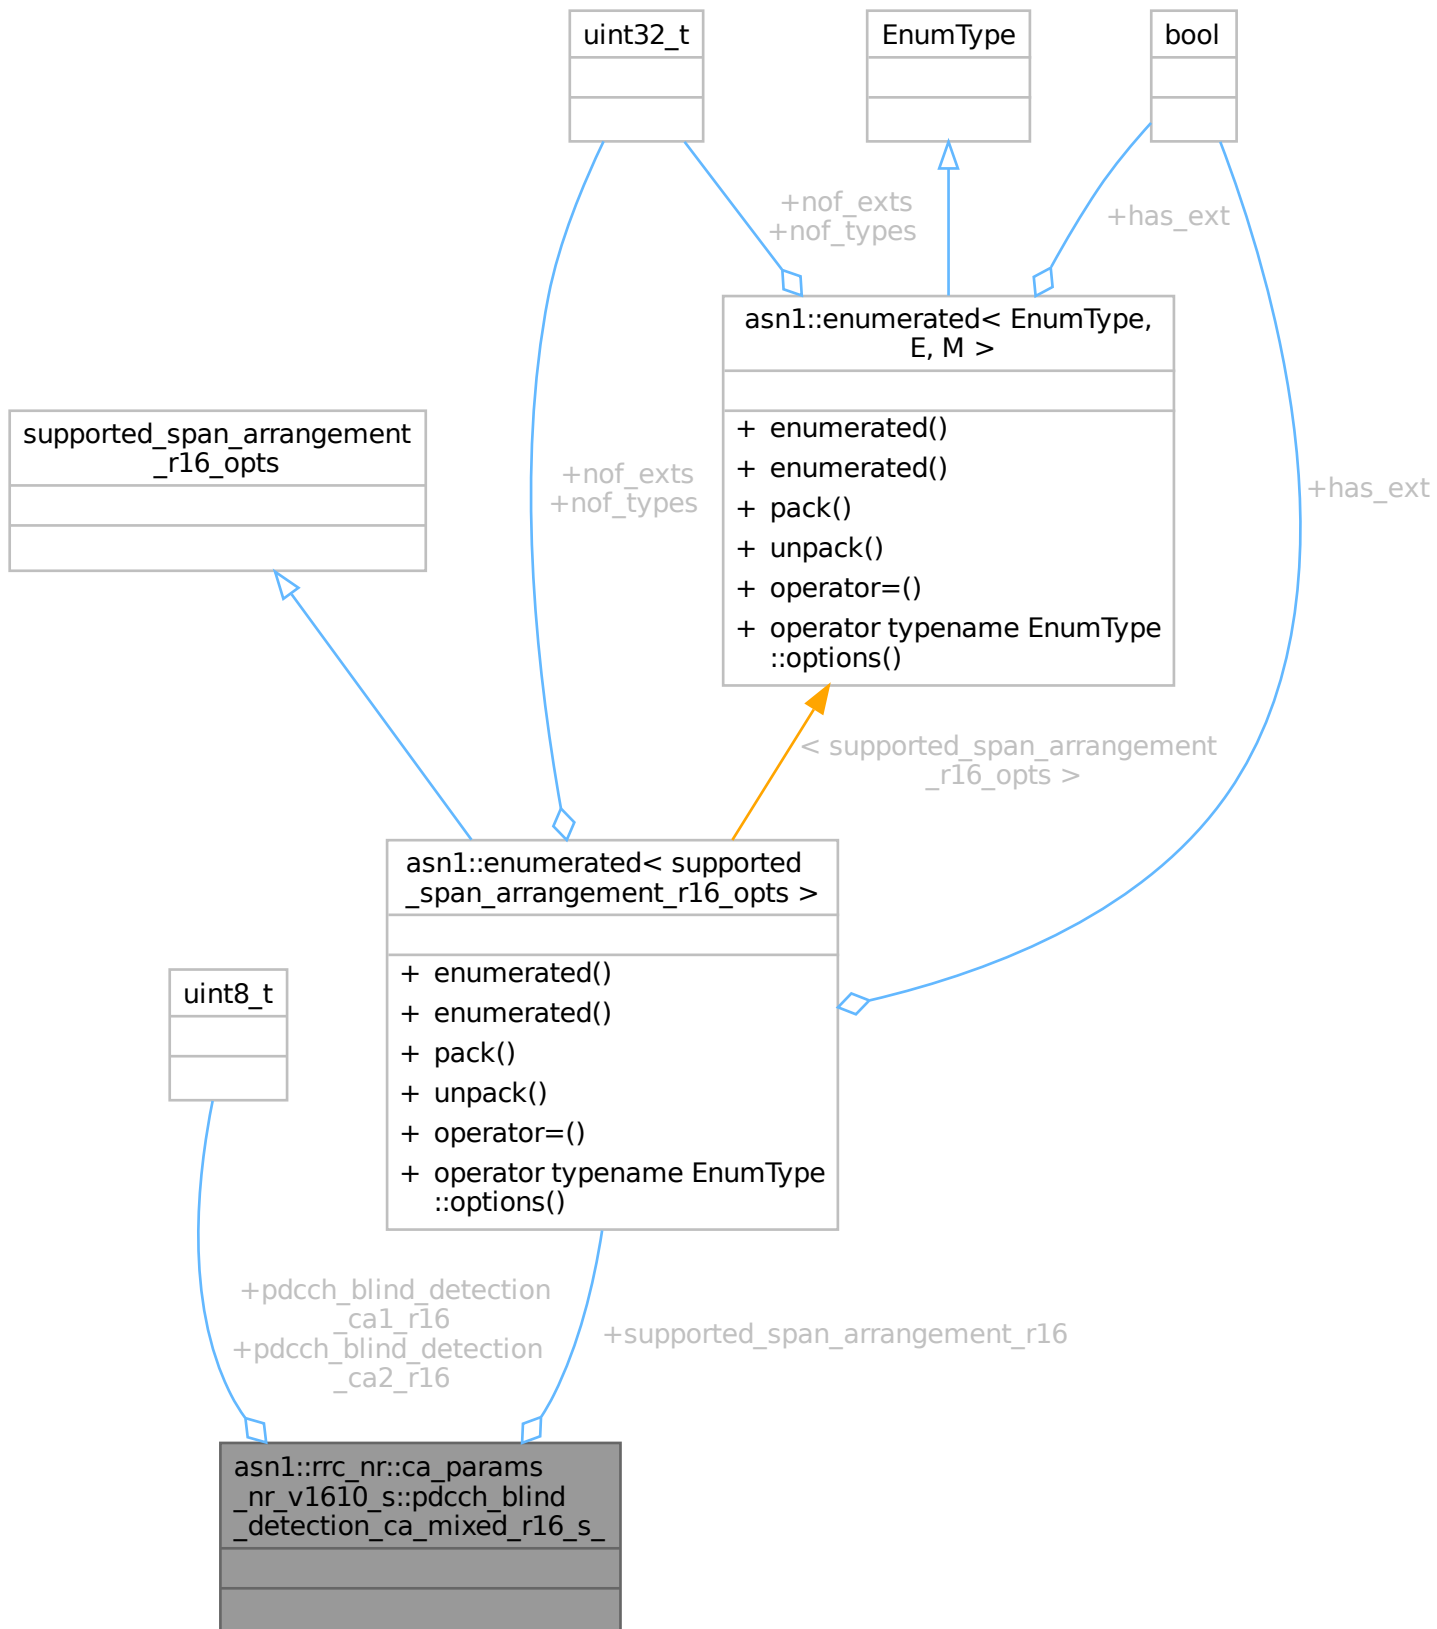 uint32_t
EnumType
bool
+nof_exts
+nof_types
+has_ext
asn1::enumerated< EnumType,
E, M >
+ enumerated()
+ enumerated()
+ pack()
+ unpack()
+ operator=()
+ operator typename EnumType
::options()
supported_span_arrangement
_r16_opts
+nof_exts
+nof_types
+has_ext
< supported_span_arrangement
_r16_opts >
asn1::enumerated< supported
_span_arrangement_r16_opts >
+ enumerated()
+ enumerated()
+ pack()
+ unpack()
+ operator=()
+ operator typename EnumType
::options()
uint8_t
+pdcch_blind_detection
_ca1_r16
+pdcch_blind_detection
_ca2_r16
+supported_span_arrangement_r16
asn1::rrc_nr::ca_params
_nr_v1610_s::pdcch_blind
_detection_ca_mixed_r16_s_